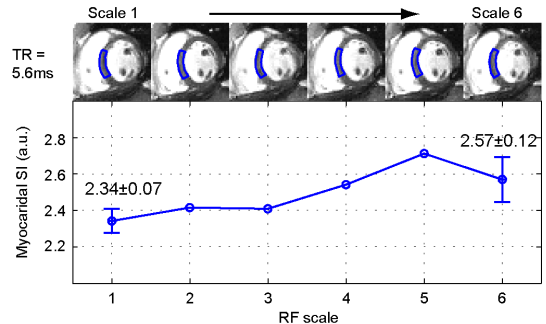 Scale 1
Scale 6
TR =
5.6ms
Myocaridal SI (a.u.)
2.8
2.6
2.4
2.2
2.34±0.07
2.57±0.12
1 2 3 4 5 6
RF scale